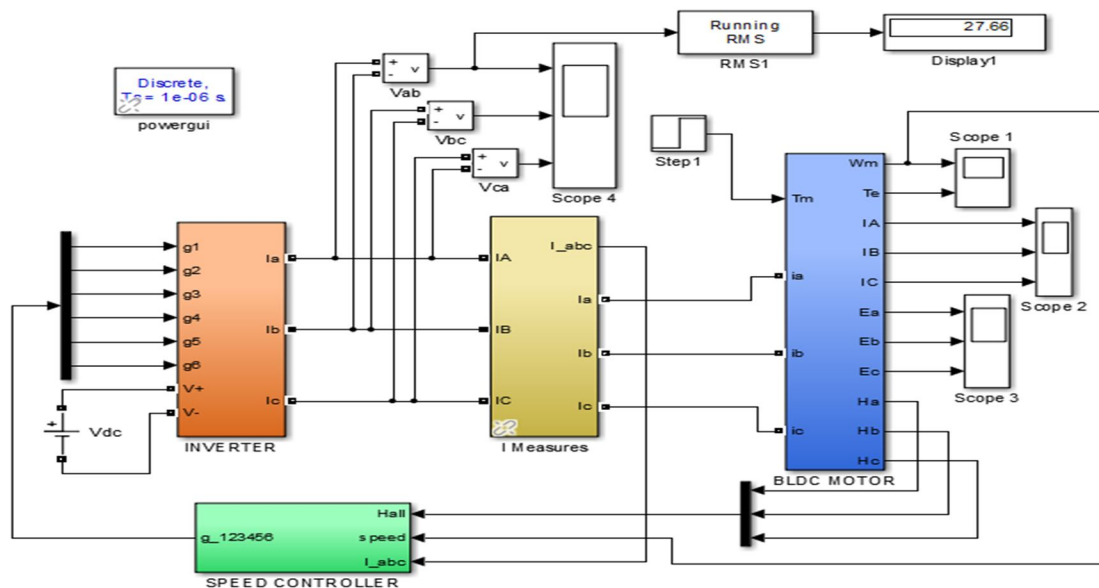 Running
RMS
RMS1
27.66
Display1
+
-
v
Vab
+
-
v
Vbc
+
-
v
Vca
Scope 4
Discrete,
Ts = 1e-06 s.
powergui
Step1
Scope 1
Scope 2
Scope 3
g1
g2
g3
g4
g5
g6
V+
V-
Ia
Ib
Ic
INVERTER
+
Vdc
IA
IB
IC
I_abc
Ia
Ib
Ic
I Measures
Tm
ia
ib
ic
Wm
Te
IA
IB
IC
Ea
Eb
Ec
Ha
Hb
Hc
BLDC MOTOR
g_123456
Hall
speed
I_abc
SPEED CONTROLLER